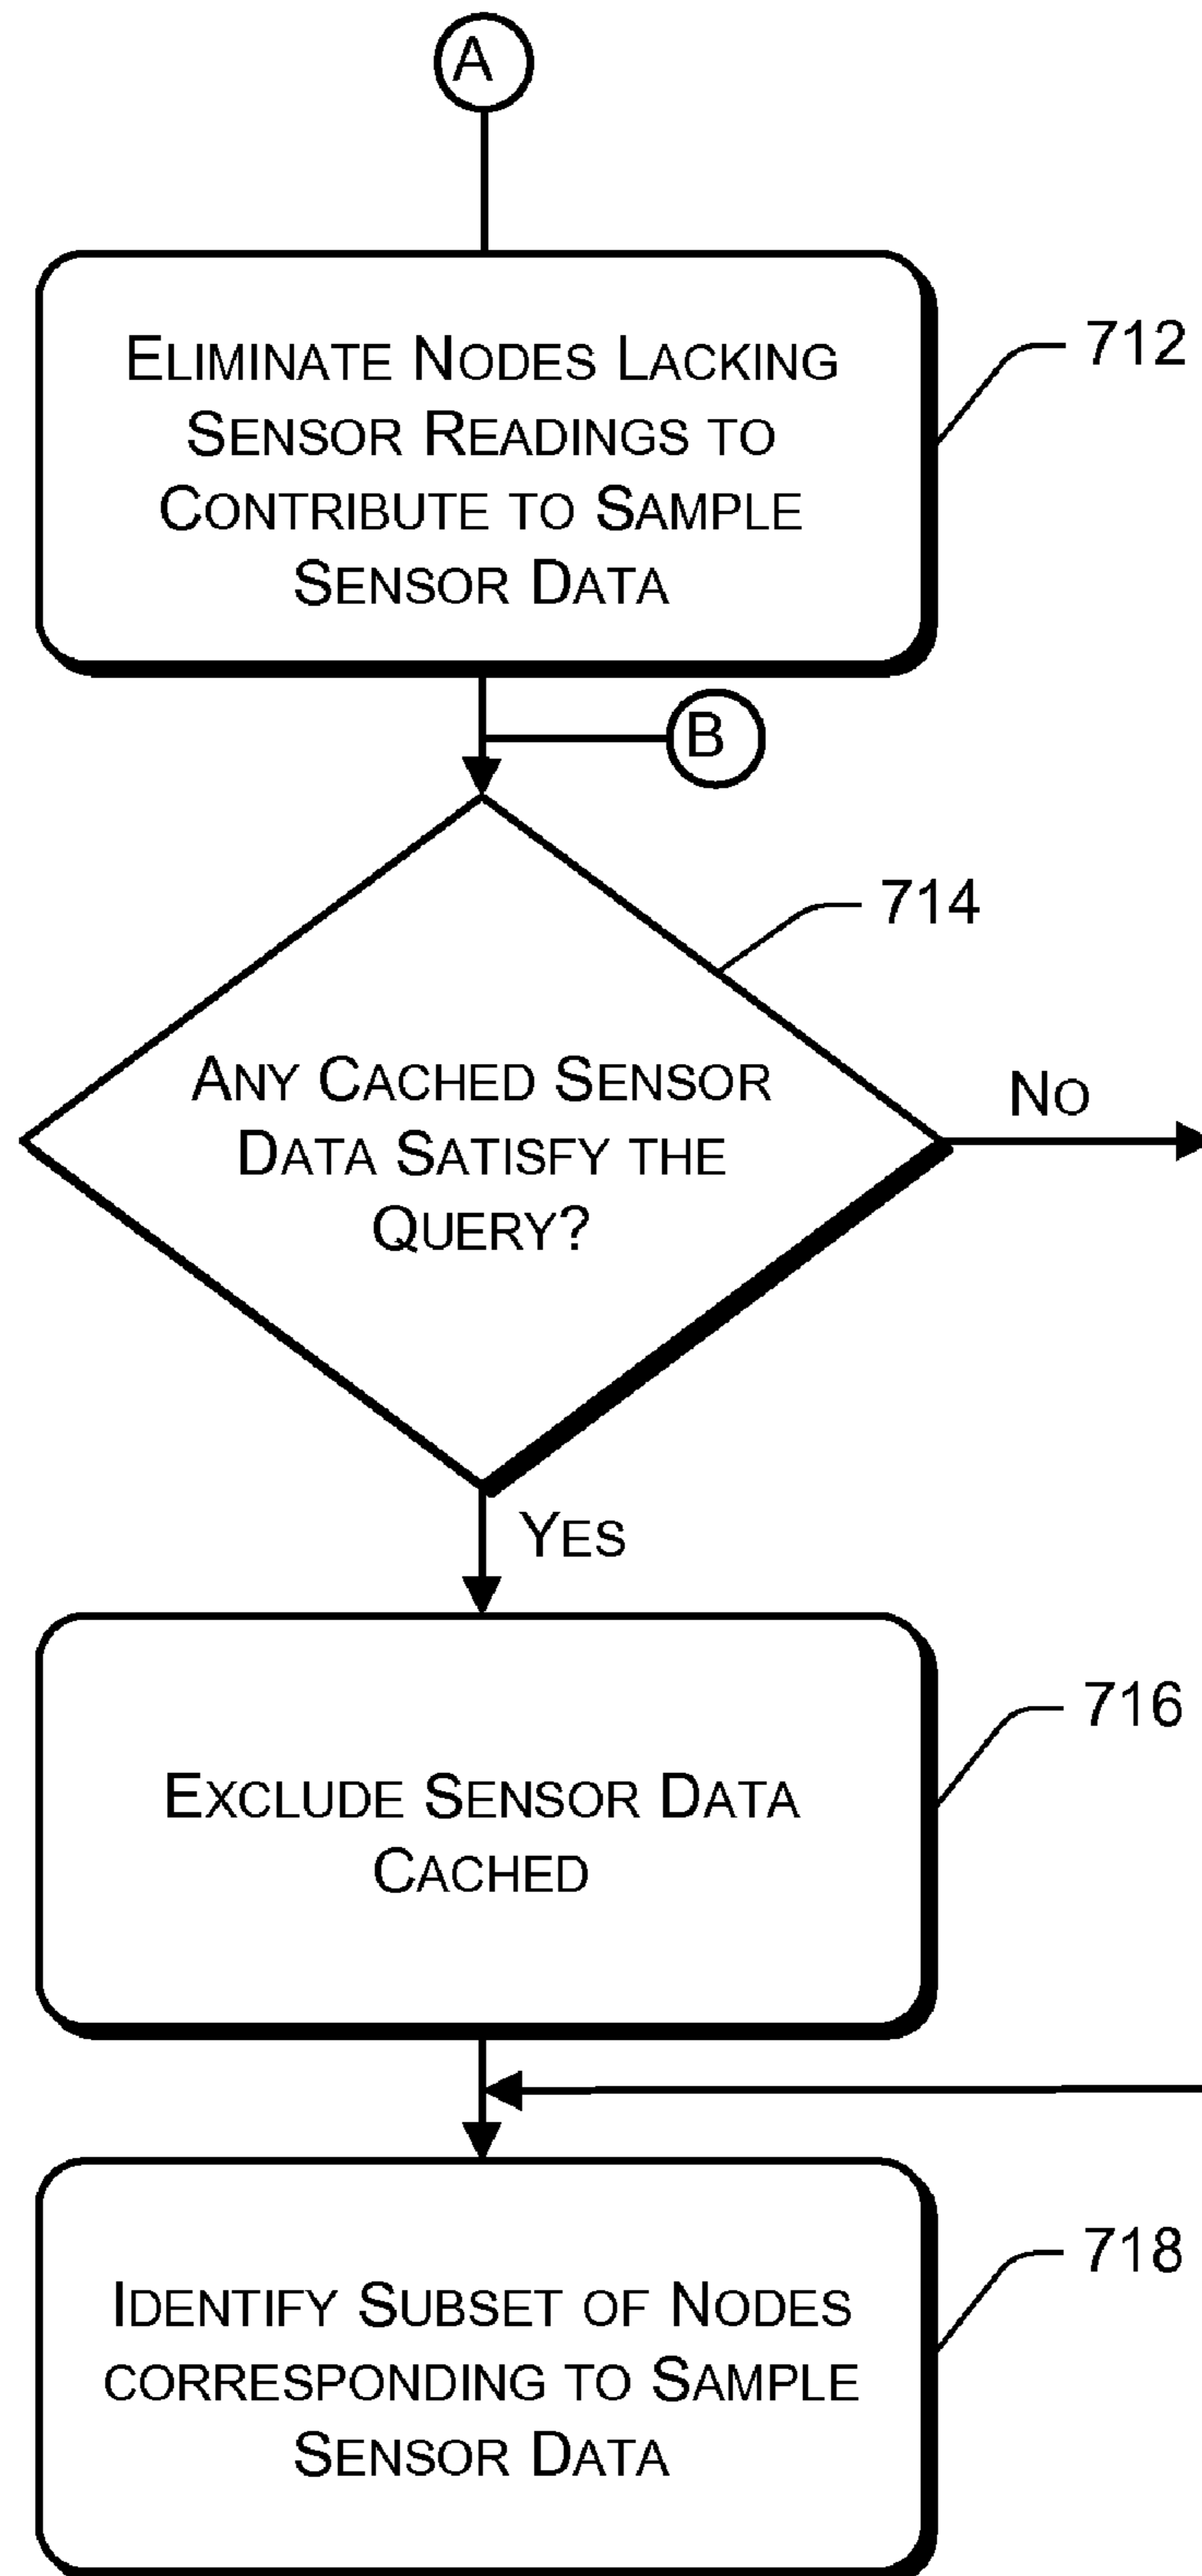 A
ELIMINATE NODES LACKING
SENSOR READINGS TO
CONTRIBUTE TO SAMPLE
SENSOR DATA
712
B
714
ANY CACHED SENSOR
DATA SATISFY THE
QUERY?
NO
YES
716
EXCLUDE SENSOR DATA
CACHED
718
IDENTIFY SUBSET OF NODES
CORRESPONDING TO SAMPLE
SENSOR DATA